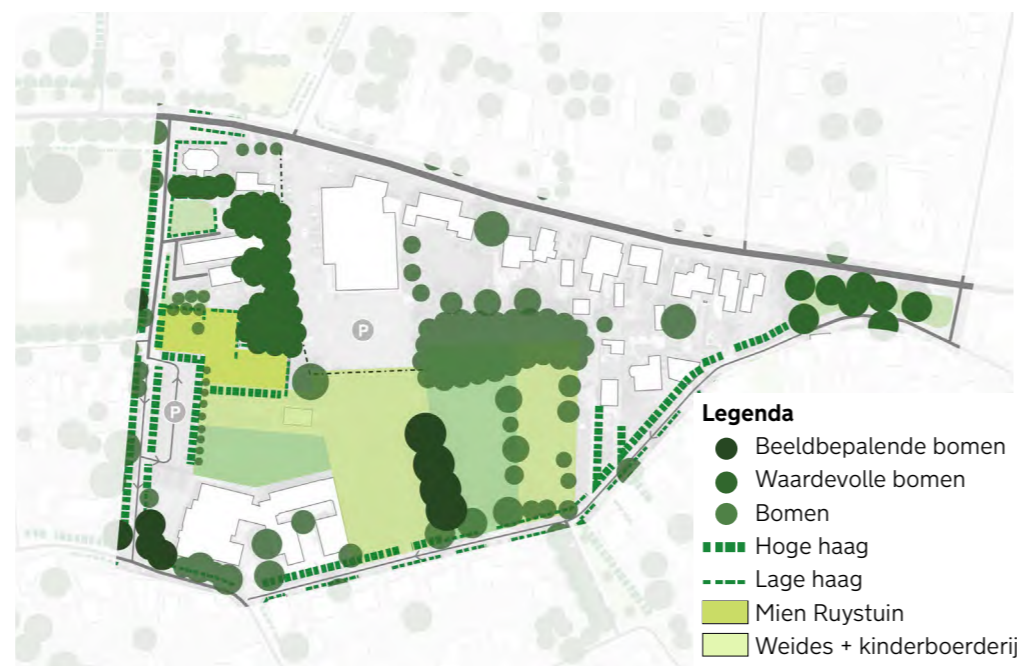 P
P
Legenda
Beeldbepalende bomen
Waardevolle bomen
Bomen
Hoge haag
Lage haag
Mien Ruystuin
Weides + kinderboerderij